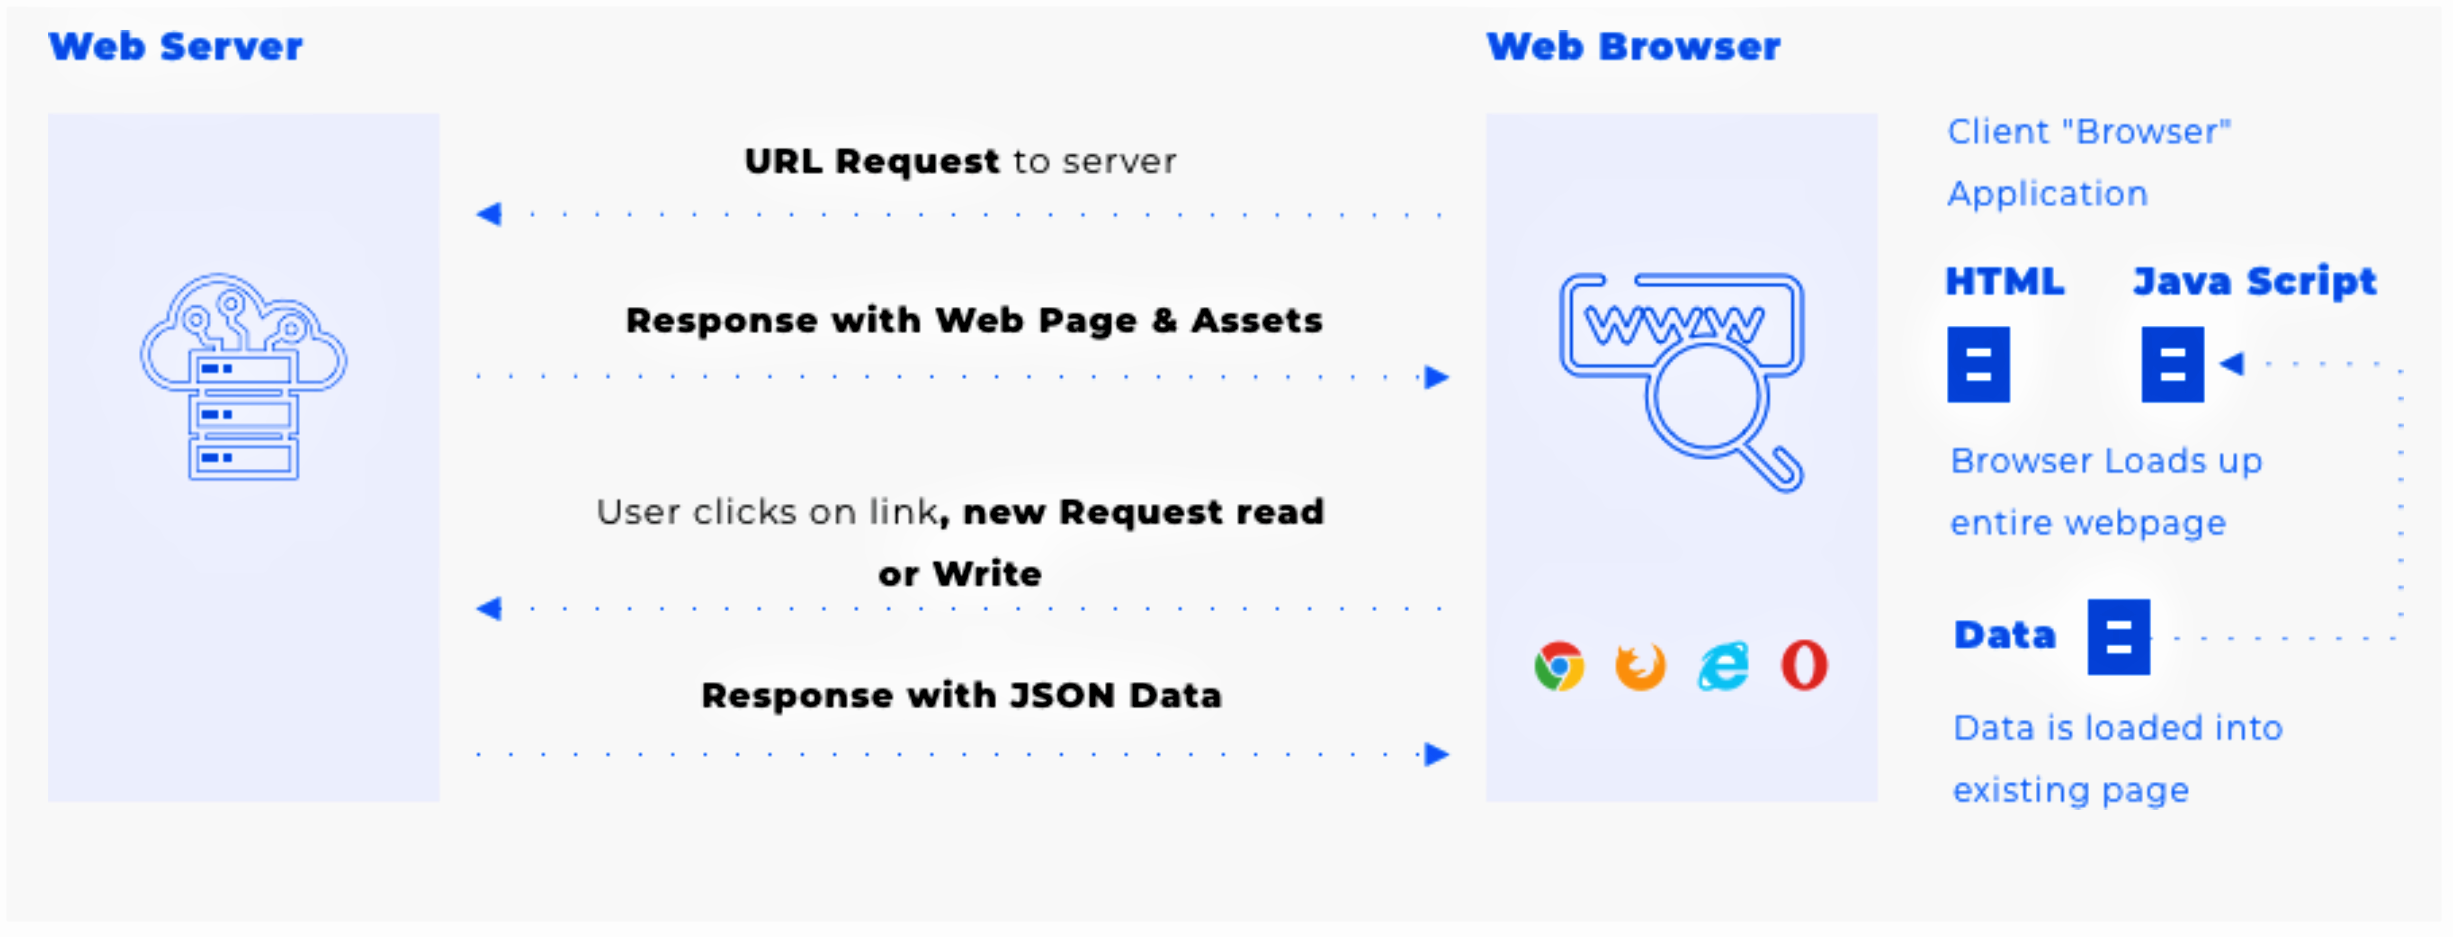 Web Server
Web Browser
URL Request to server
Response with Web Page & Assets
User clicks on link, new Request read
or Write
Response with JSON Data
www
Client "Browser"
Application
HTML
Java Script
Browser Loads up
entire webpage
Data
Data is loaded into
existing page